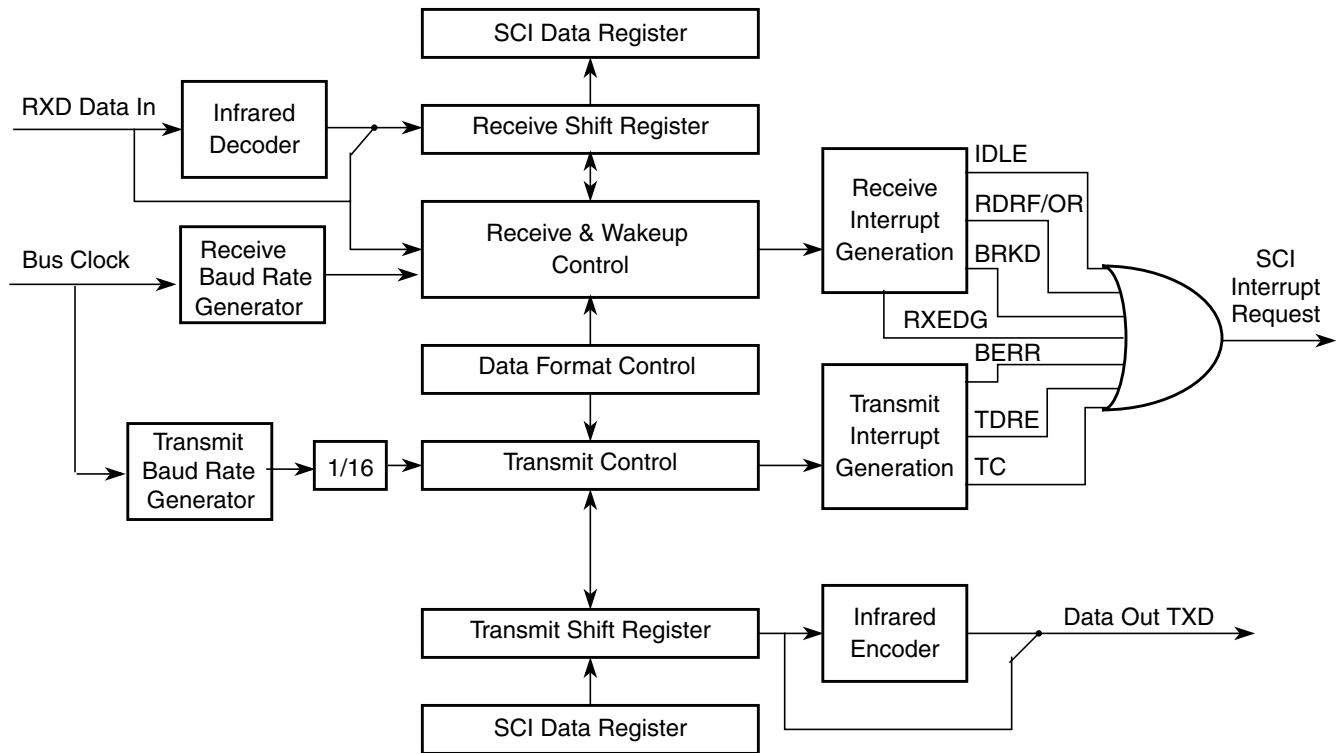 SCI Data Register
RXD Data In
Infrared
Decoder
Receive Shift Register
IDLE
Receive
Interrupt
Generation
RDRF/OR
BRKD
Receive & Wakeup
Control
Bus Clock
Receive
Baud Rate
Generator
SCI
Interrupt
Request
RXEDG
BERR
Data Format Control
Transmit
Interrupt
Generation
TDRE
TC
Transmit
Baud Rate
Generator
1/16
Transmit Control
Transmit Shift Register
Infrared
Encoder
Data Out TXD
SCI Data Register